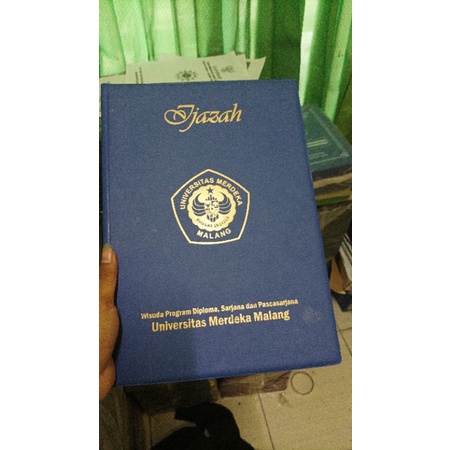 Ijazah
UNIVERSITAS MERDEKA
MALANG
Wisuda Program Diploma, Sarjana dan Pascasarjana
Universitas Merdeka Malang